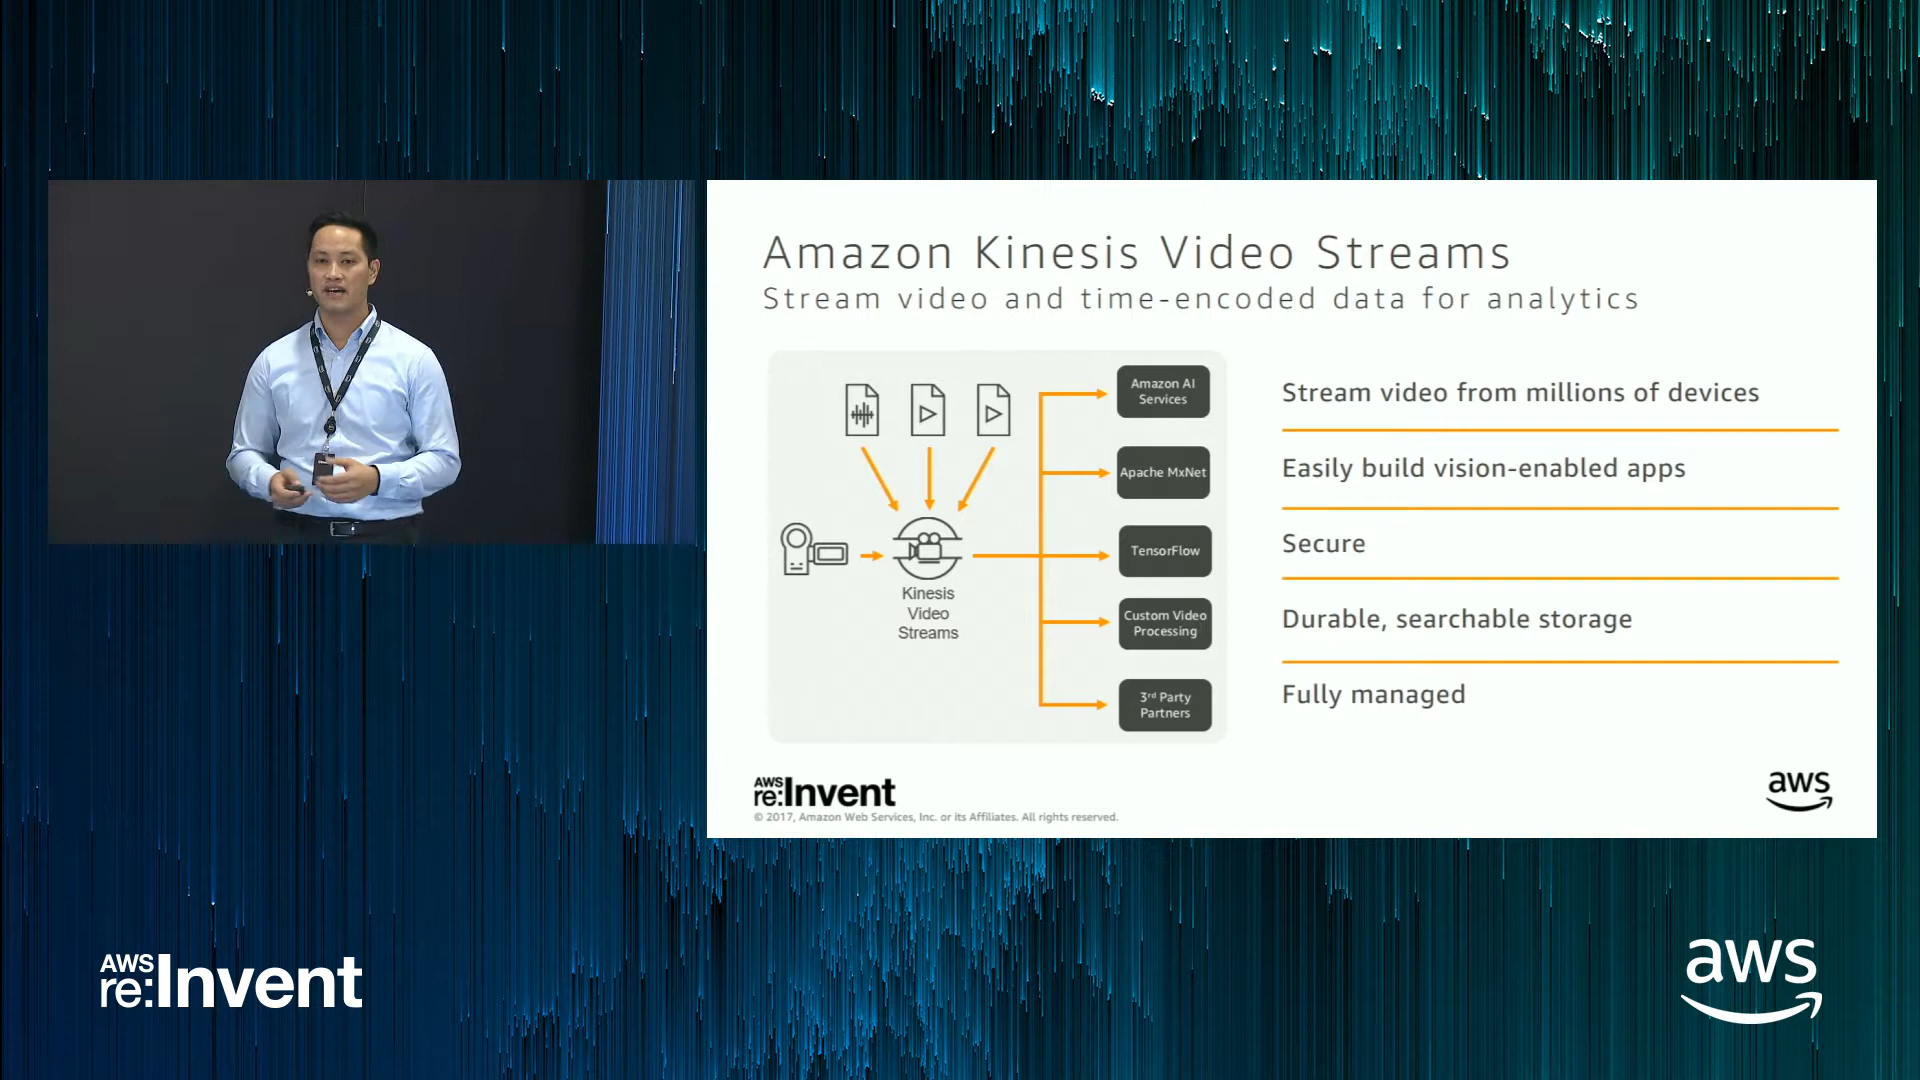 Amazon Kinesis Video Streams
Stream video and time-encoded data for analytics
Amazon AI
Services
Apache MxNet
TensorFlow
Custom Video
Processing
3rd Party
Partners
Kinesis
Video
Streams
Stream video from millions of devices
Easily build vision-enabled apps
Secure
Durable, searchable storage
Fully managed
AWS
re:Invent
© 2017, Amazon Web Services, Inc. or its Affiliates. All rights reserved.
aws
AWS
re:Invent
aws